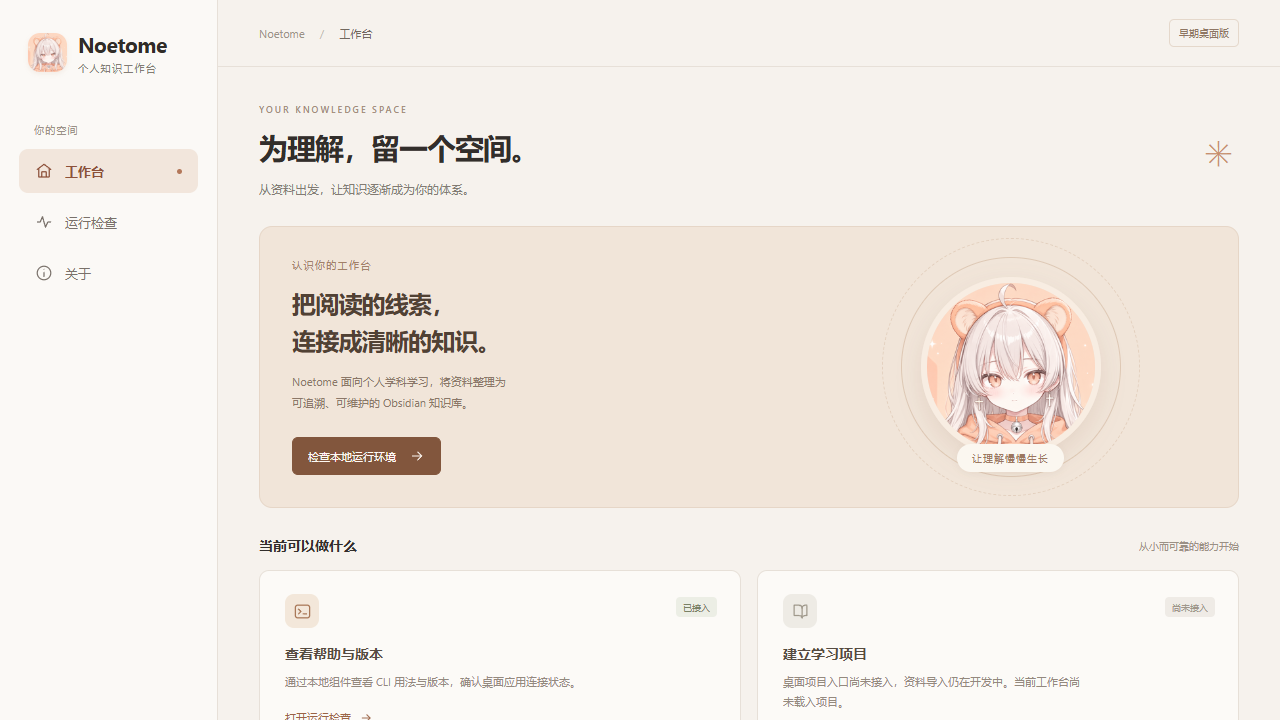 Noetome
个人知识工作台
你的空间
工作台
运行检查
关于
Noetome / 工作台
早期桌面版
YOUR KNOWLEDGE SPACE
为理解，留一个空间。
从资料出发，让知识逐渐成为你的体系。
认识你的工作台
把阅读的线索，
连接成清晰的知识。
Noetome 面向个人学科学习，将资料整理为
可追溯、可维护的 Obsidian 知识库。
检查本地运行环境 →
让理解慢慢生长
当前可以做什么
从小而可靠的能力开始
已接入
查看帮助与版本
通过本地组件查看 CLI 用法与版本，确认桌面应用连接状态。
打开运行检查 →
尚未接入
建立学习项目
桌面项目入口尚未接入，资料导入仍在开发中。当前工作台尚
未载入项目。